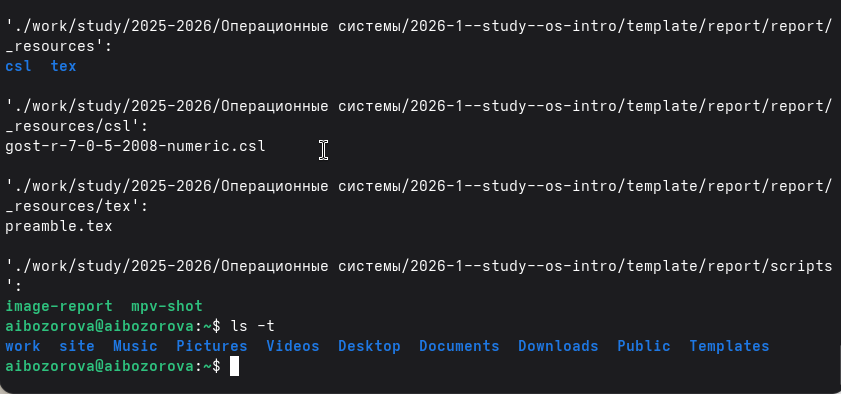 './work/study/2025-2026/Операционные системы/2026-1--study--os-intro/template/report/report/
_resources':
csl  tex
'./work/study/2025-2026/Операционные системы/2026-1--study--os-intro/template/report/report/
_resources/csl':
gost-r-7-0-5-2008-numeric.csl
'./work/study/2025-2026/Операционные системы/2026-1--study--os-intro/template/report/report/
_resources/tex':
preamble.tex
'./work/study/2025-2026/Операционные системы/2026-1--study--os-intro/template/report/scripts
':
image-report  mpv-shot
aibozorova@aibozorova:~$ ls -t
work  site  Music  Pictures  Videos  Desktop  Documents  Downloads  Public  Templates
aibozorova@aibozorova:~$